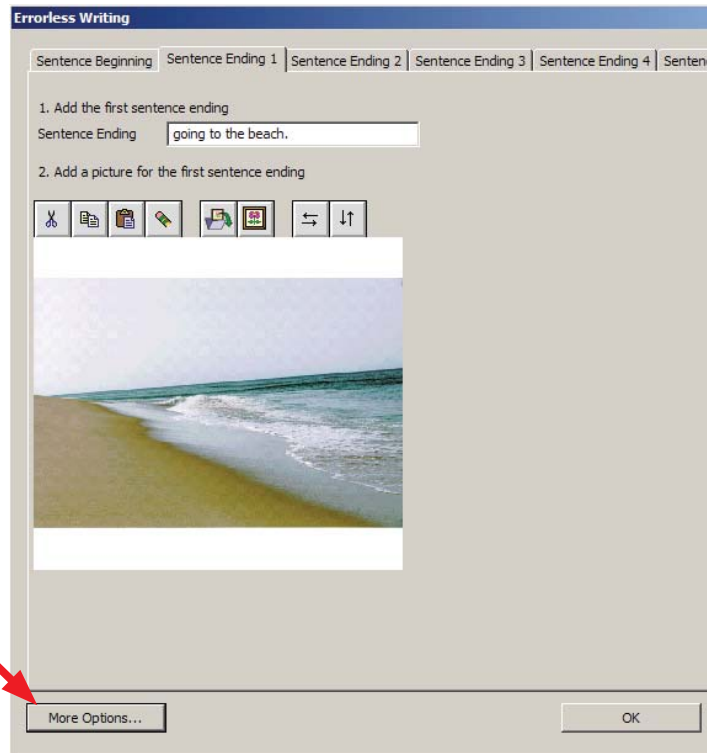 Errorless Writing
Sentence Beginning Sentence Ending 1 Sentence Ending 2 Sentence Ending 3 Sentence Ending 4
1. Add the first sentence ending
Sentence Ending going to the beach.
2. Add a picture for the first sentence ending
More Options... OK